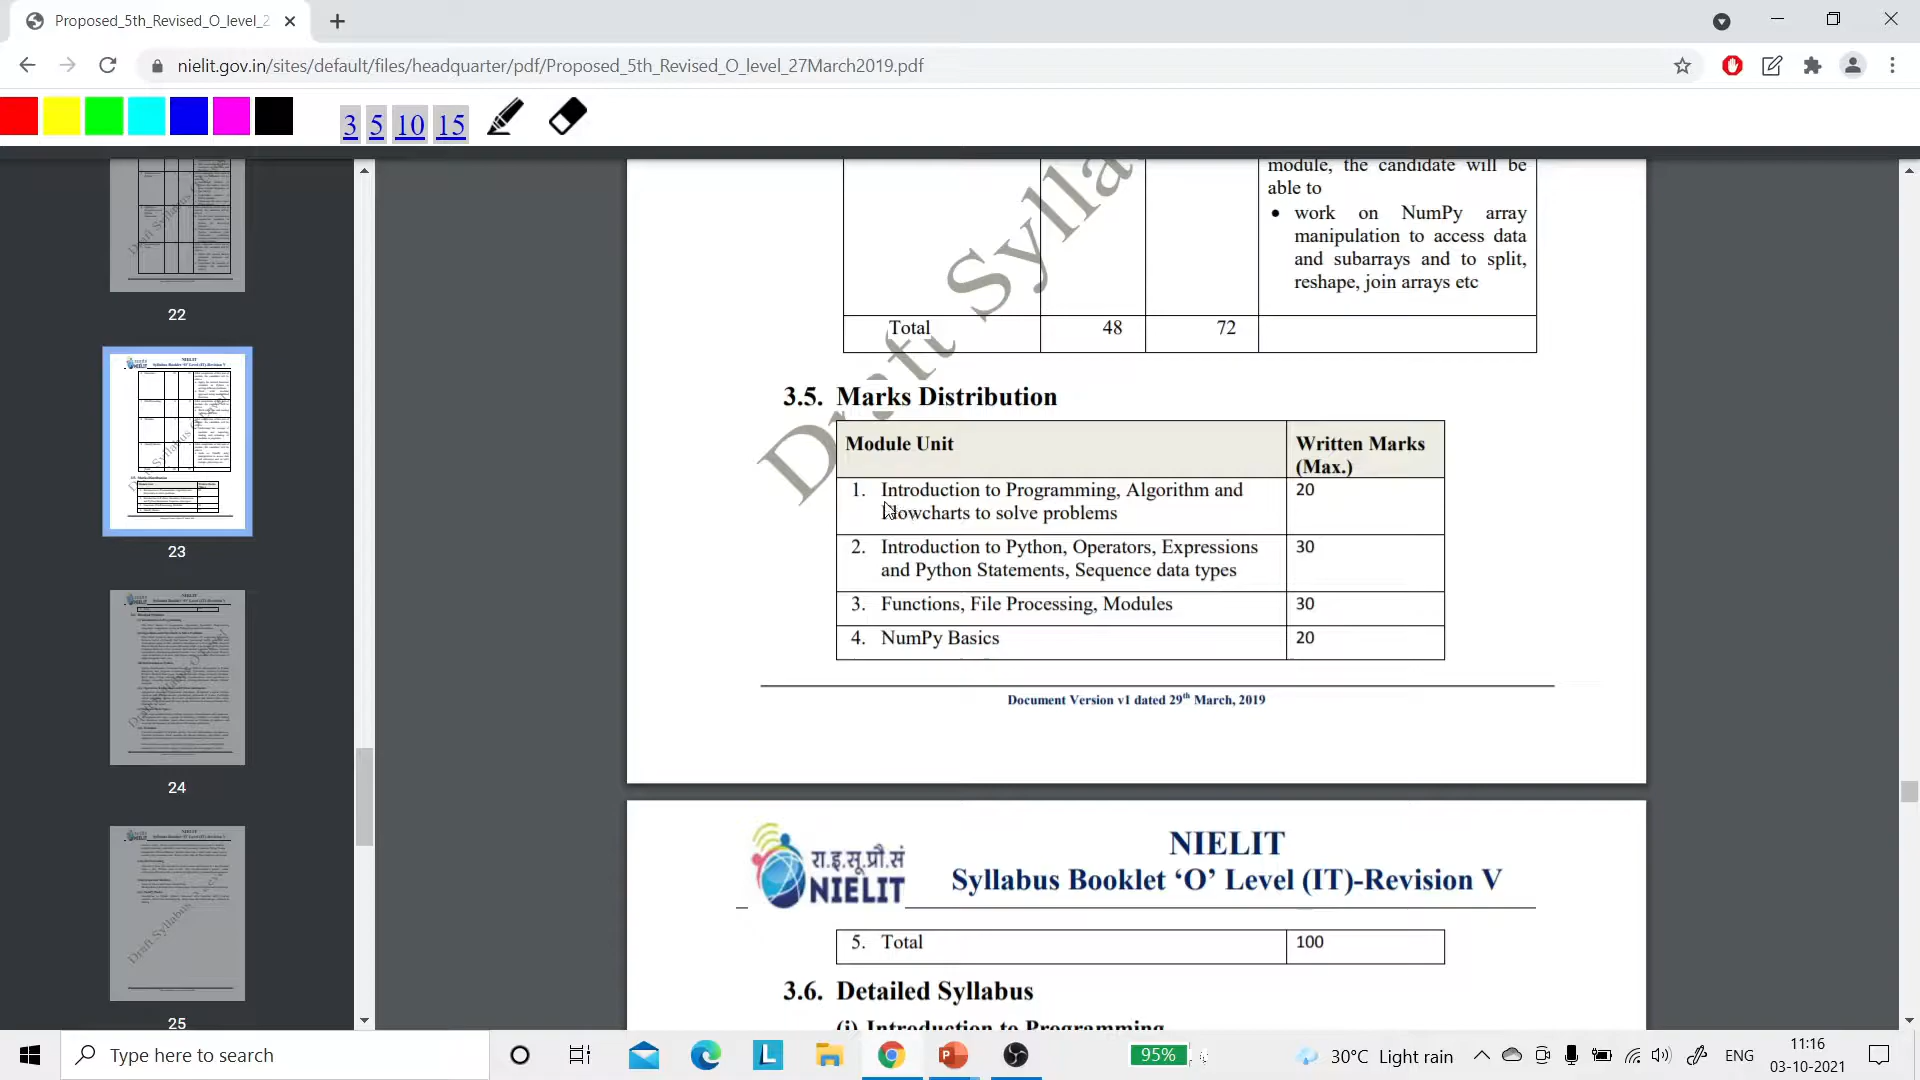 Proposed_5th_Revised_O_level_2
nielit.gov.in/sites/default/files/headquarter/pdf/Proposed_5th_Revised_O_level_27March2019.pdf
3 5 10 15
22
23
24
25
module, the candidate will be
able to
• work on NumPy array
manipulation to access data
and subarrays and to split,
reshape, join arrays etc
Total 48 72
Draft Sylla
3.5. Marks Distribution
Module Unit Written Marks
(Max.)
1. Introduction to Programming, Algorithm and 20
Flowcharts to solve problems
2. Introduction to Python, Operators, Expressions 30
and Python Statements, Sequence data types
3. Functions, File Processing, Modules 30
4. NumPy Basics 20
Document Version v1 dated 29th March, 2019
रा.इ.सू.प्रौ.सं
NIELIT
NIELIT
Syllabus Booklet ‘O’ Level (IT)-Revision V
5. Total 100
3.6. Detailed Syllabus
(i) Introduction to Programming
Type here to search
95%
30°C Light rain
ENG
11:16
03-10-2021